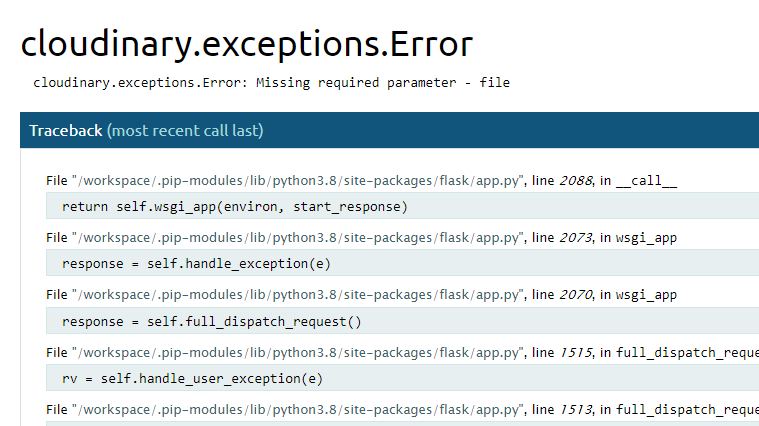 cloudinary.exceptions.Error
cloudinary.exceptions.Error: Missing required parameter - file
Traceback (most recent call last)
File "/workspace/.pip-modules/lib/python3.8/site-packages/flask/app.py", line 2088, in __call__
return self.wsgi_app(environ, start_response)
File "/workspace/.pip-modules/lib/python3.8/site-packages/flask/app.py", line 2073, in wsgi_app
response = self.handle_exception(e)
File "/workspace/.pip-modules/lib/python3.8/site-packages/flask/app.py", line 2070, in wsgi_app
response = self.full_dispatch_request()
File "/workspace/.pip-modules/lib/python3.8/site-packages/flask/app.py", line 1515, in full_dispatch_reque
rv = self.handle_user_exception(e)
File "/workspace/.pip-modules/lib/python3.8/site-packages/flask/app.py", line 1513, in full_dispatch_reque